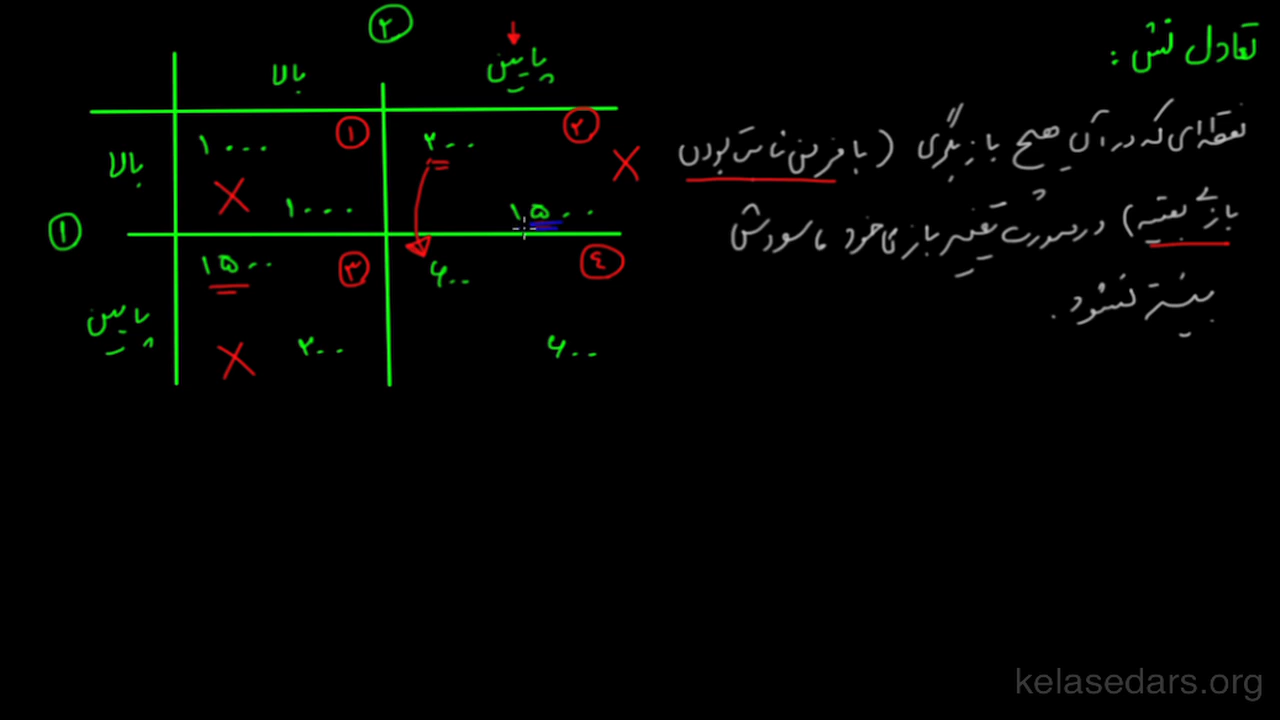 تعادل نش :
نقطه ای که در آن هیچ بازیگری (با فرض ثابت بودن
بازی بقیه) در صورت تغییر بازی خود سودش
بیشتر نشود .
۲
بالا پایین
بالا ۱۰۰۰ ۱ ۲۰۰ ۲
۱۰۰۰ ۱۵۰۰
۱
پایین ۱۵۰۰ ۳ ۶۰۰ ۴
۲۰۰ ۶۰۰
kelasedars.org